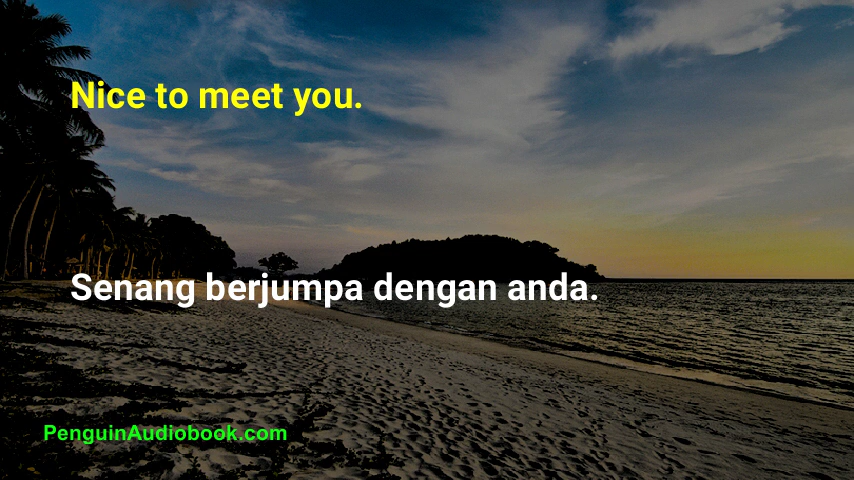 Nice to meet you.
Senang berjumpa dengan anda.
PenguinAudiobook.com